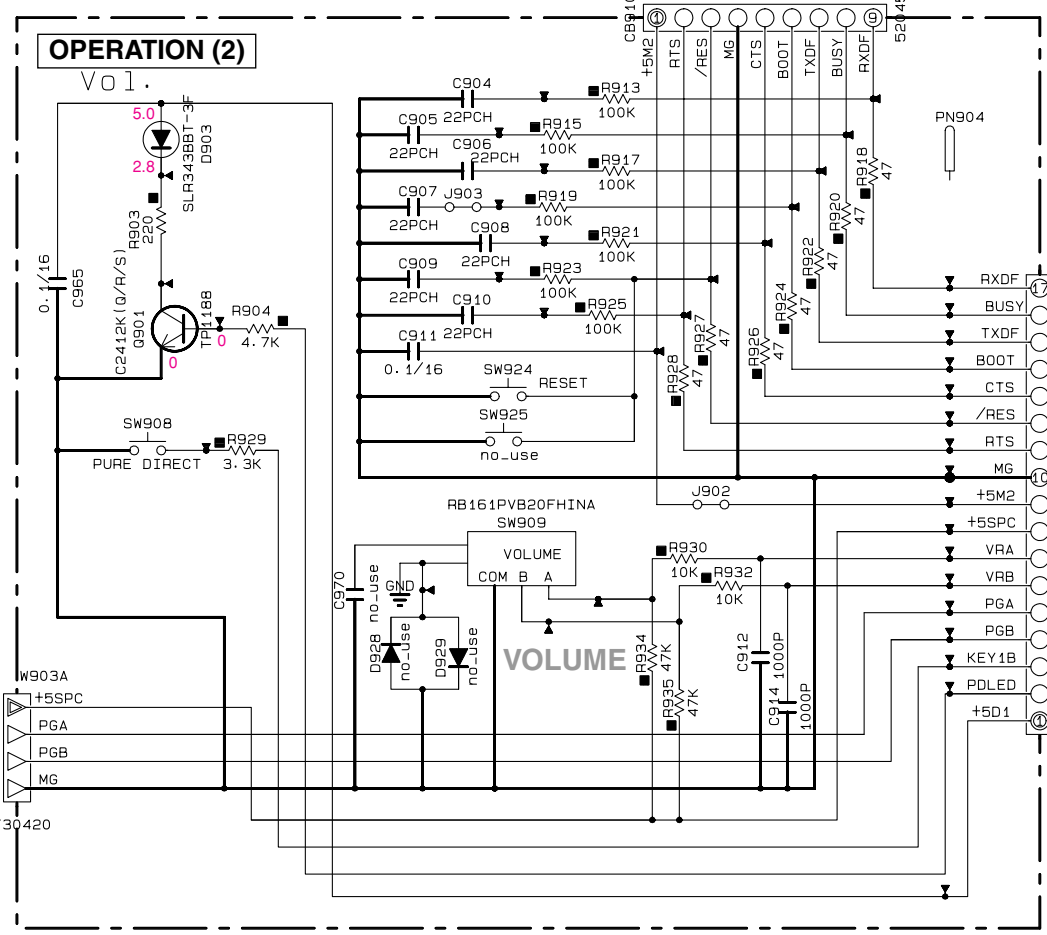 OPERATION (2)
Vol.
CB910
①
⑨
52045
+5M2
RTS
/RES
MG
CTS
BOOT
TXDF
BUSY
RXDF
5.0
2.8
SLR343BBT-3F
D903
R903
220
0.1/16
C965
C2412K(Q/R/S)
Q901
TP1188
0
0
R904
4.7K
SW908
PURE DIRECT
R929
3.3K
C904
22PCH
R913
100K
C905
22PCH
R915
100K
C906
22PCH
R917
100K
C907
22PCH
J903
R919
100K
C908
22PCH
R921
100K
C909
22PCH
R923
100K
C910
22PCH
R925
100K
C911
0.1/16
SW924
RESET
SW925
no_use
R918
47
R920
47
R922
47
R924
47
R926
47
R927
47
R928
47
PN904
RXDF
17
BUSY
TXDF
BOOT
CTS
/RES
RTS
MG
10
+5M2
+5SPC
VRA
VRB
PGA
PGB
KEY1B
PDLED
+5D1
①
J902
RB161PVB20FHINA
SW909
VOLUME
COM B A
C970
no_use
GND
D928
no_use
D929
no_use
VOLUME
R930
10K
R932
10K
R934
47K
R935
47K
C912
1000P
C914
1000P
W903A
+5SPC
PGA
PGB
MG
30420